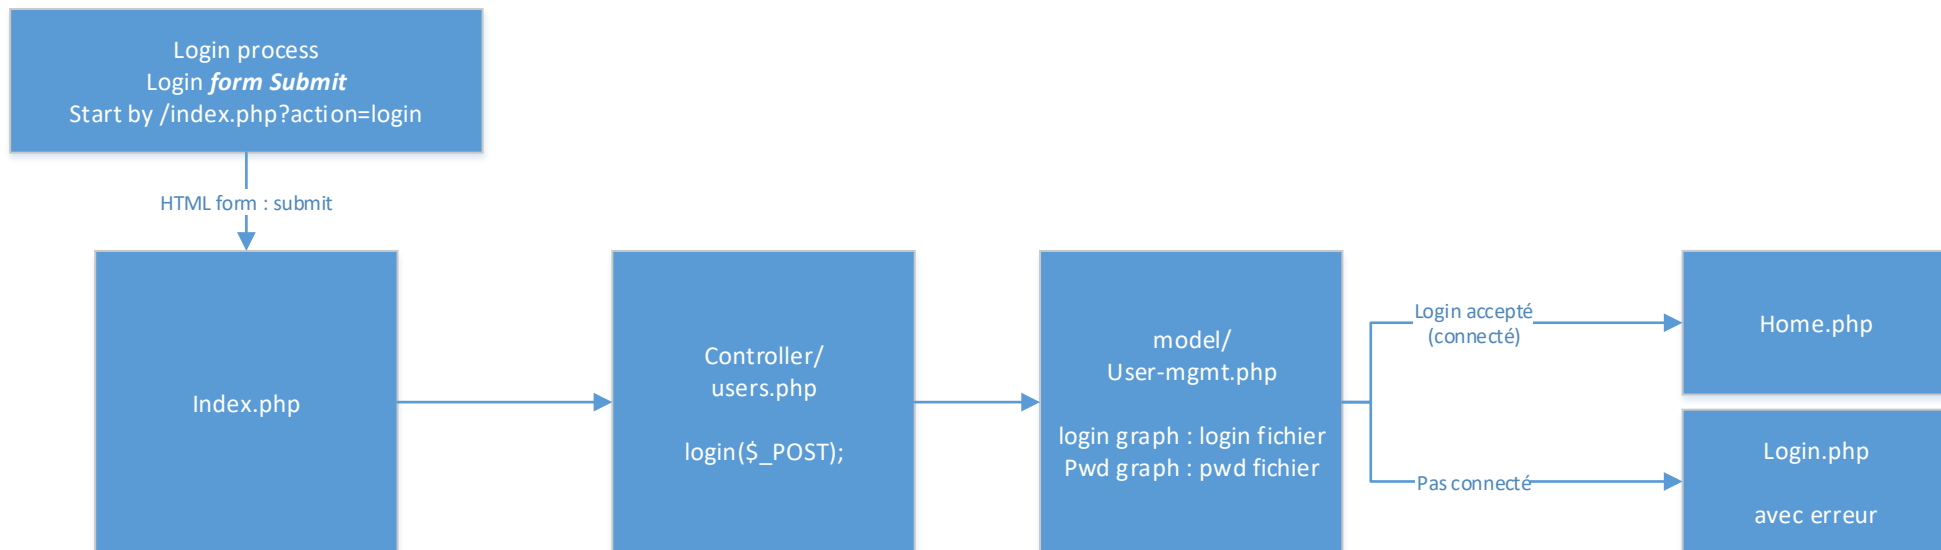 Login process
Login form Submit
Start by /index.php?action=login
HTML form : submit
Index.php
Controller/
users.php
login($_POST);
model/
User-mgmt.php
login graph : login fichier
Pwd graph : pwd fichier
Login accepté
(connecté)
Home.php
Pas connecté
Login.php
avec erreur